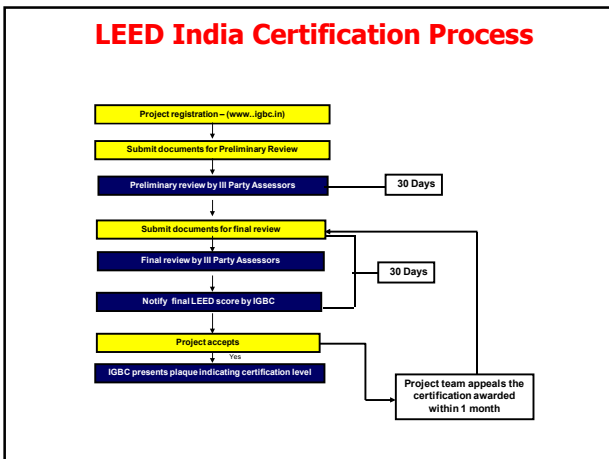 LEED India Certification Process
Project registration – (www..igbc.in)
Submit documents for Preliminary Review
Preliminary review by III Party Assessors
30 Days
Submit documents for final review
Final review by III Party Assessors
30 Days
Notify final LEED score by IGBC
Project accepts
Yes
IGBC presents plaque indicating certification level
Project team appeals the
certification awarded
within 1 month